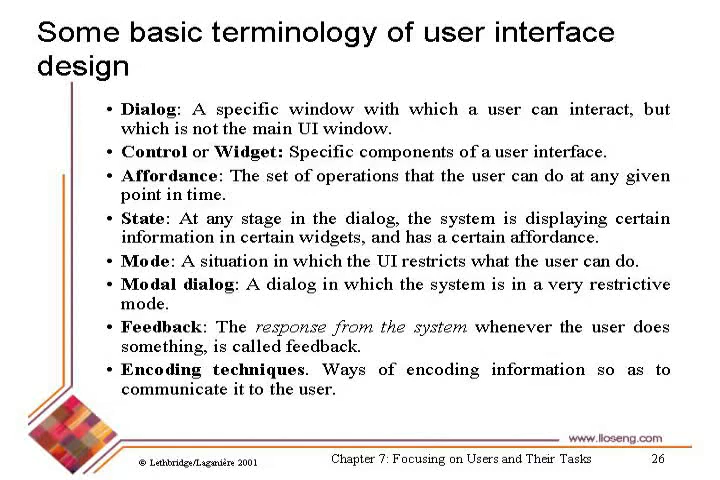 Some basic terminology of user interface
design
• Dialog: A specific window with which a user can interact, but
which is not the main UI window.
• Control or Widget: Specific components of a user interface.
• Affordance: The set of operations that the user can do at any given
point in time.
• State: At any stage in the dialog, the system is displaying certain
information in certain widgets, and has a certain affordance.
• Mode: A situation in which the UI restricts what the user can do.
• Modal dialog: A dialog in which the system is in a very restrictive
mode.
• Feedback: The response from the system whenever the user does
something, is called feedback.
• Encoding techniques. Ways of encoding information so as to
communicate it to the user.
www.lloseng.com
© Lethbridge/Laganière 2001
Chapter 7: Focusing on Users and Their Tasks
26